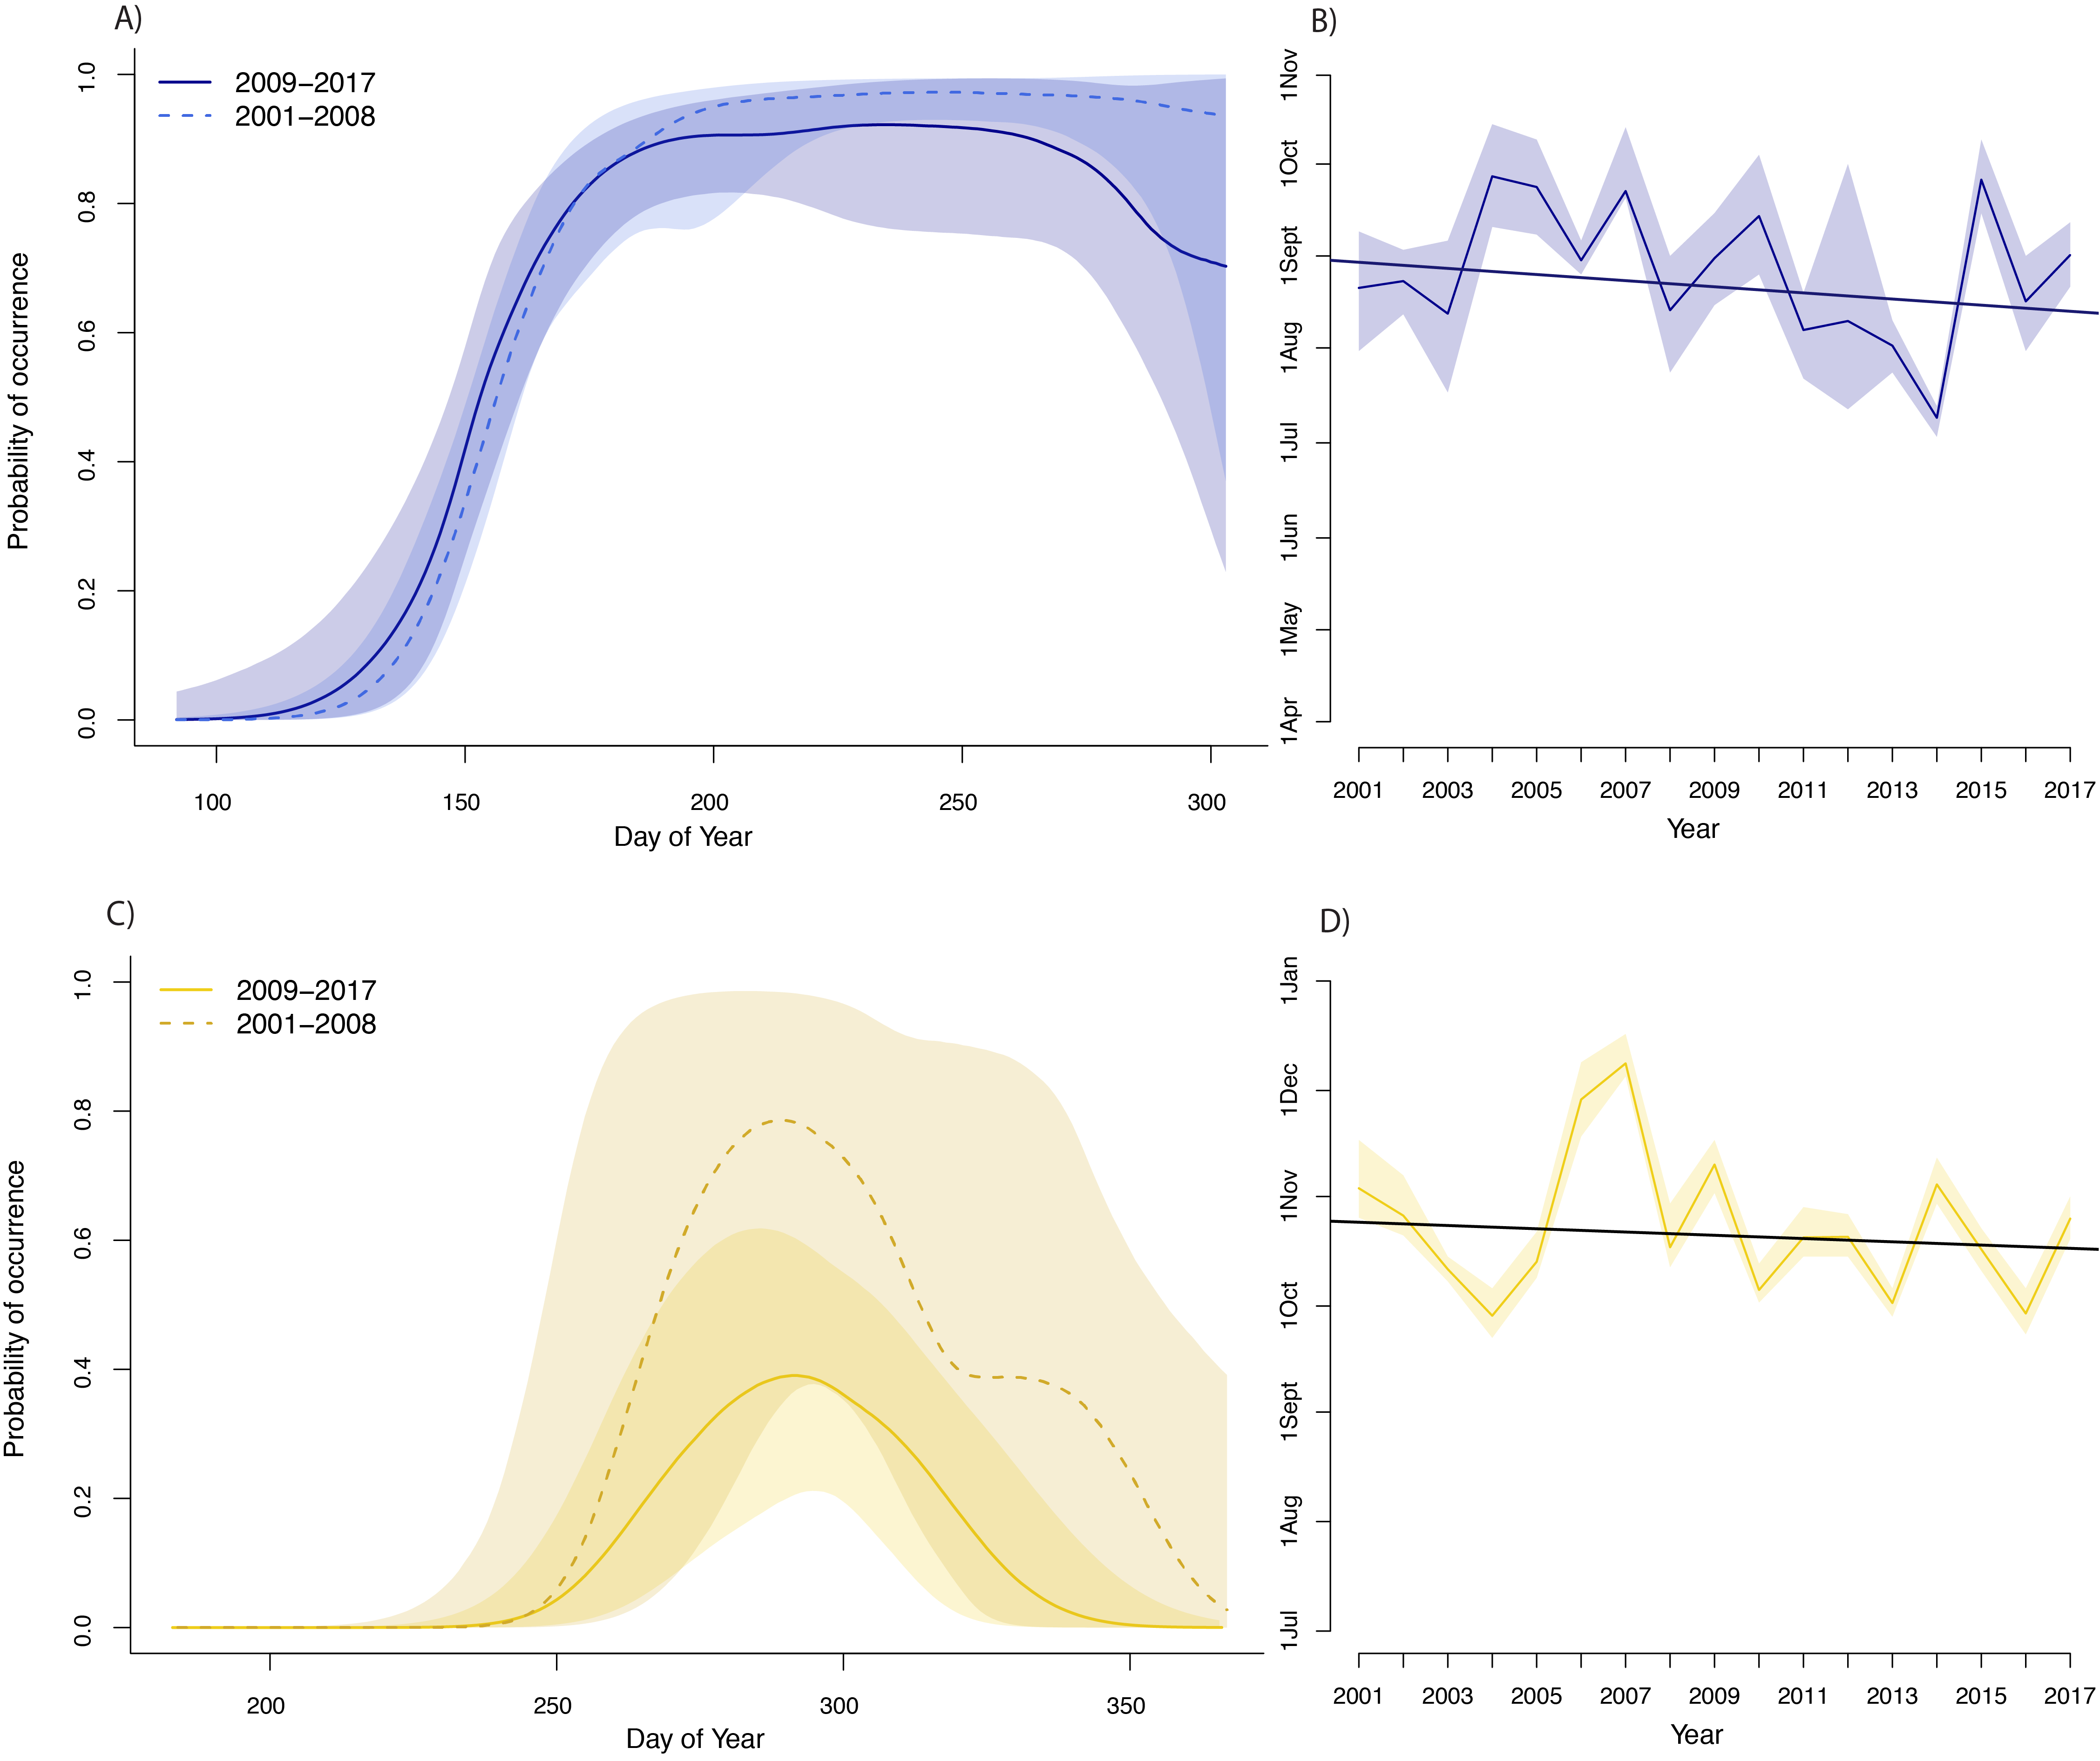 A)
2009–2017
2001–2008
Probability of occurrence
1.0
0.8
0.6
0.4
0.2
0.0
100 150 200 250 300
Day of Year
B)
1Nov
1Oct
1Sept
1Aug
1Jul
1Jun
1May
1Apr
2001 2003 2005 2007 2009 2011 2013 2015 2017
Year
C)
2009–2017
2001–2008
Probability of occurrence
1.0
0.8
0.6
0.4
0.2
0.0
200 250 300 350
Day of Year
D)
1Jan
1Dec
1Nov
1Oct
1Sept
1Aug
1Jul
2001 2003 2005 2007 2009 2011 2013 2015 2017
Year